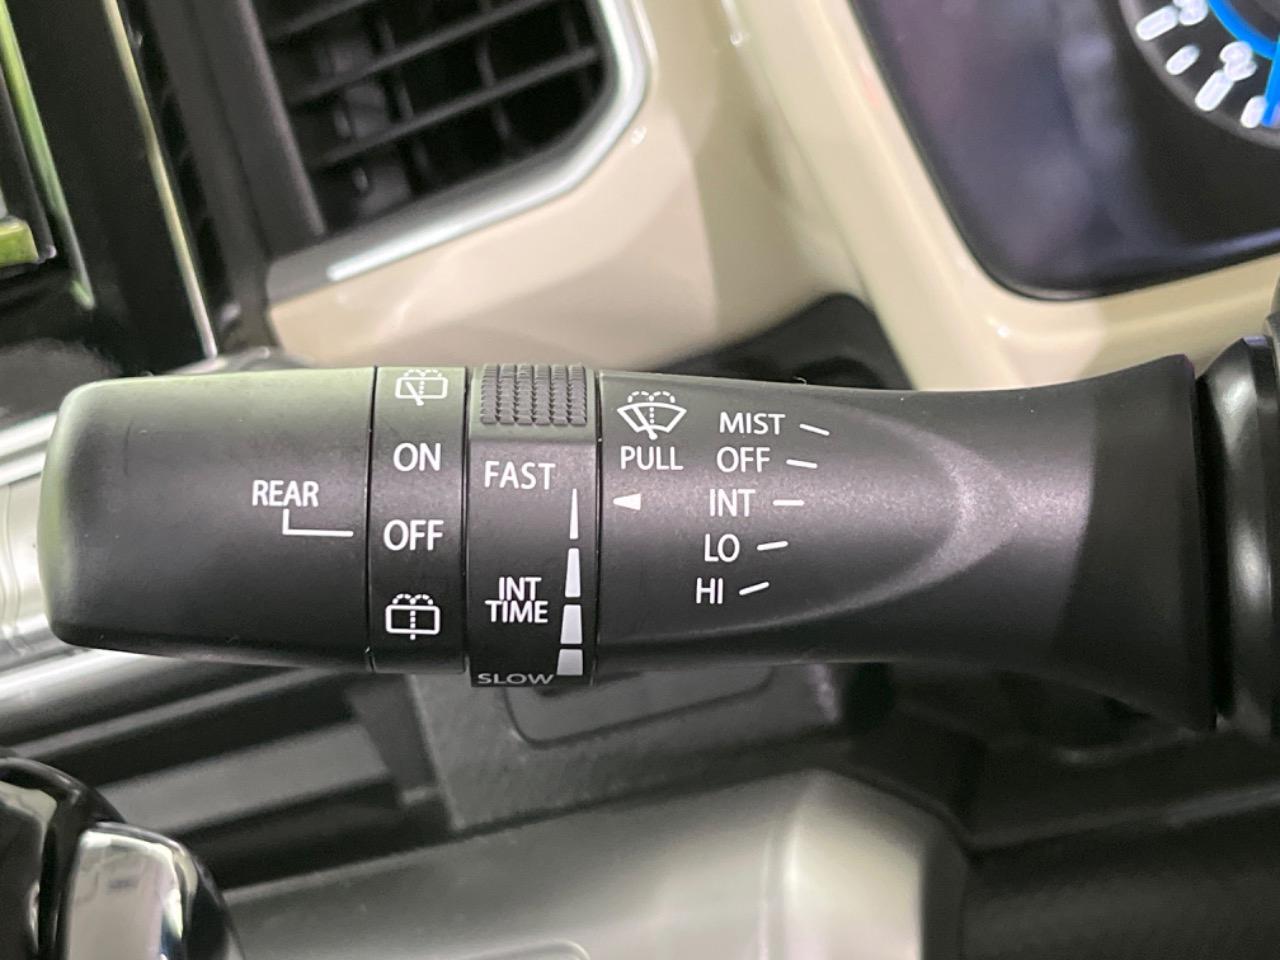 REAR
ON
OFF
FAST
INT
TIME
SLOW
PULL
MIST
OFF
INT
LO
HI